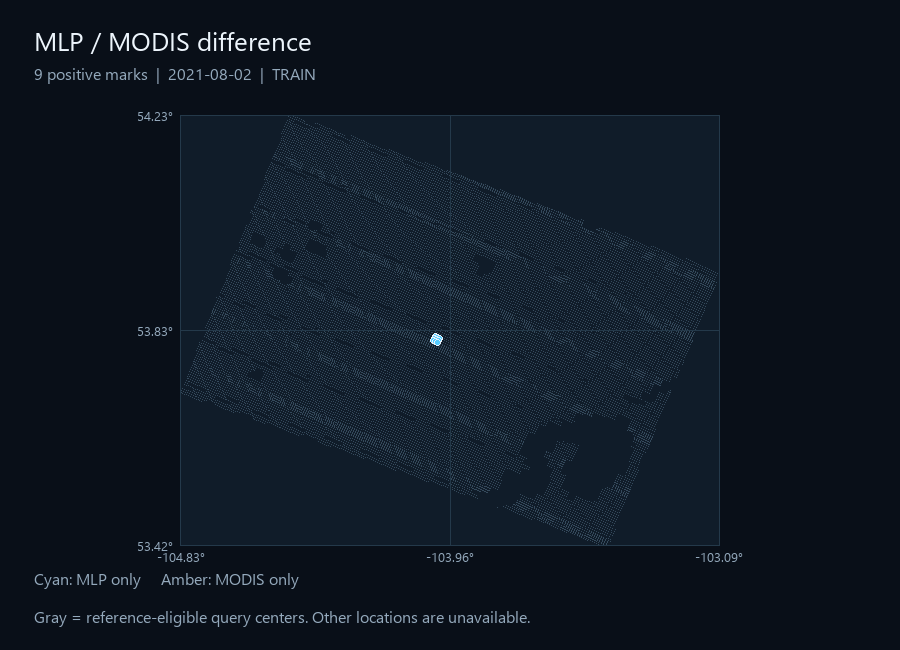 MLP / MODIS difference
9 positive marks | 2021-08-02 | TRAIN
54.23°
53.83°
53.42°
-104.83° -103.96° -103.09°
Cyan: MLP only Amber: MODIS only
Gray = reference-eligible query centers. Other locations are unavailable.